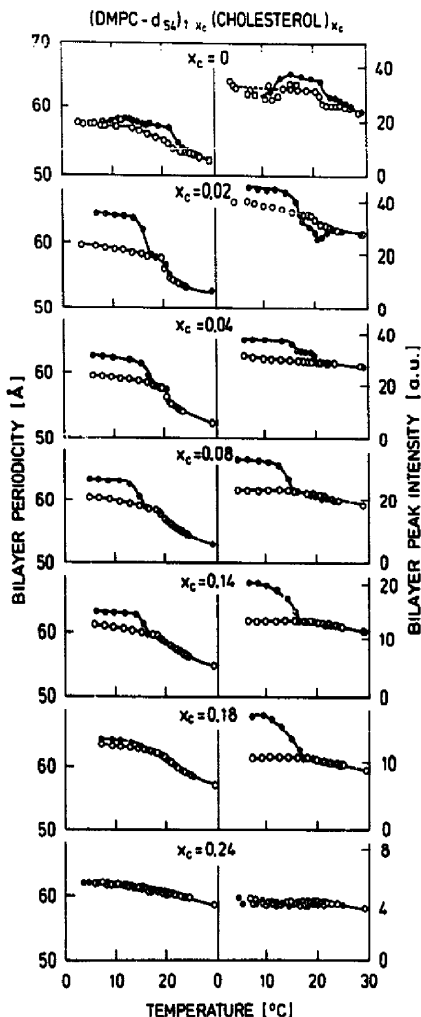 (DMPC-d54)1 xc (CHOLESTEROL)xc
70 xc = 0 40
60 20
50 0
xc = 0.02 40
60 20
50 0
xc = 0.04 40
60 20
50 0
xc = 0.08
60 20
50 0
xc = 0.14 20
60 10
50 0
xc = 0.18
60 10
50 0
xc = 0.24 8
60 4
50 0
0 10 20 0 10 20 30
TEMPERATURE [°C]
BILAYER PERIODICITY [Å]
BILAYER PEAK INTENSITY [a.u.]